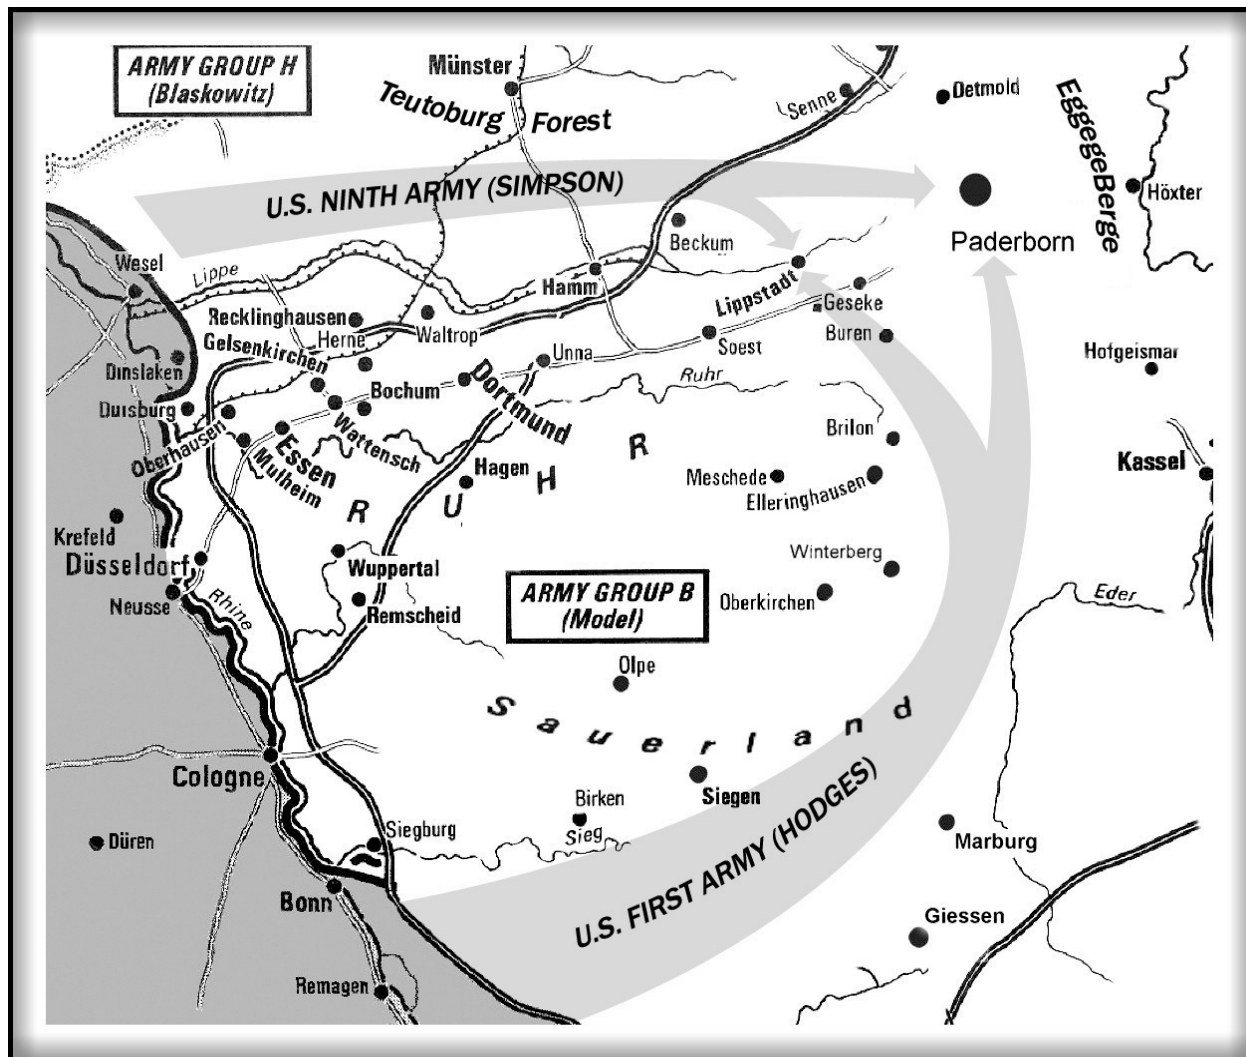 ARMY GROUP H
(Blaskowitz)
Münster
Teutoburg Forest
Senne
Detmold
EggegeBerge
Höxter
U.S. NINTH ARMY (SIMPSON)
Paderborn
Beckum
Wesel
Lippe
Hamm
Lippstadt
Geseke
Recklinghausen
Herne
Waltrop
Gelsenkirchen
Buren
Soest
Unna
Hofgeismar
Dinslaken
Bochum
Dortmund
Ruhr
Duisburg
Oberhausen
Essen
Mulheim
Wattensch
Brilon
Hagen
R U H R
Meschede
Elleringhausen
Kassel
Krefeld
Düsseldorf
Neusse
Rhine
Wuppertal
Remscheid
ARMY GROUP B
(Model)
Winterberg
Oberkirchen
Eder
Olpe
Sauerland
Cologne
Siegen
Birken
Sieg
Siegburg
Düren
U.S. FIRST ARMY (HODGES)
Marburg
Bonn
Giessen
Remagen